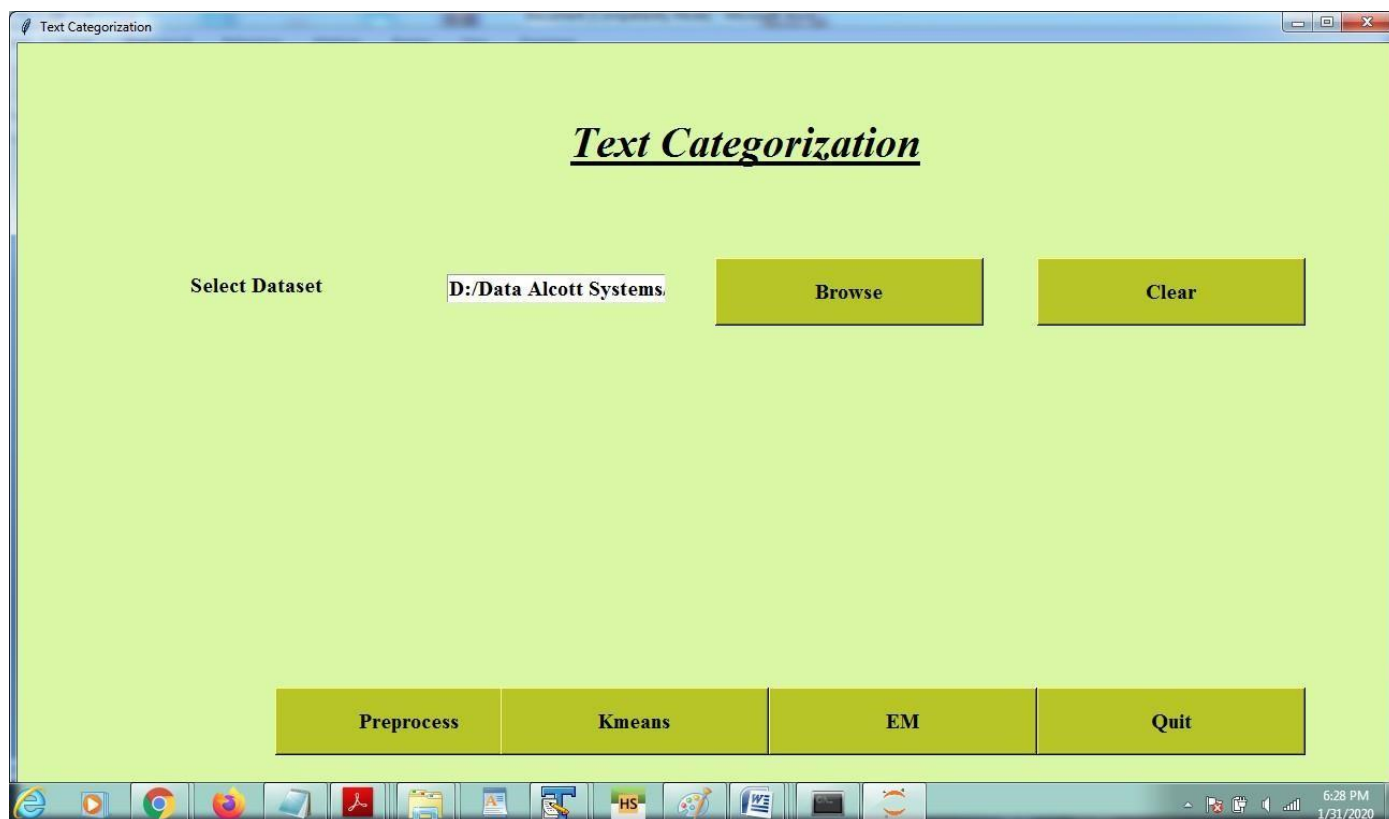 Text Categorization
Text Categorization
Select Dataset
D:/Data Alcott Systems/
Browse
Clear
Preprocess
Kmeans
EM
Quit
HS
6:28 PM
1/31/2020